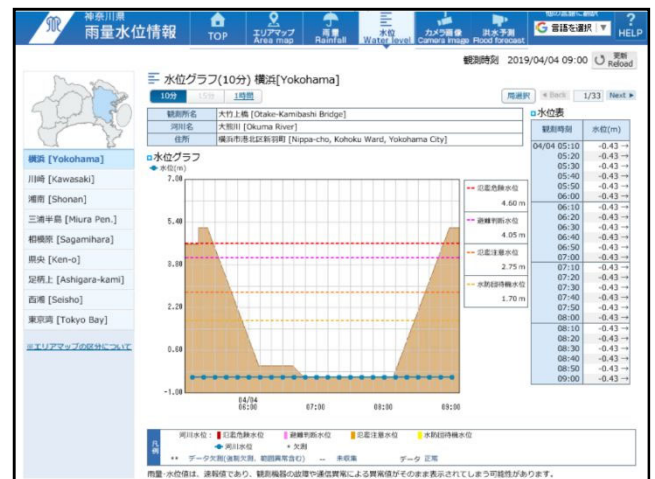 神奈川県
雨量水位情報
TOP
エリアマップ
Area map
雨量
Rainfall
水位
Water level
カメラ画像
Camera image
洪水予測
Flood forecast
言語を選択
HELP
観測時刻 2019/04/04 09:00
更新
Reload
水位グラフ(10分) 横浜[Yokohama]
10分 15分 1時間
局選択
Back 1/33 Next
観測所名 大竹上橋 [Otake-Kamibashi Bridge]
河川名 大熊川 [Okuma River]
住所 横浜市港北区新羽町 [Nippa-cho, Kohoku Ward, Yokohama City]
横浜 [Yokohama]
川崎 [Kawasaki]
湘南 [Shonan]
三浦半島 [Miura Pen.]
相模原 [Sagamihara]
県央 [Ken-o]
足柄上 [Ashigara-kami]
西湘 [Seisho]
東京湾 [Tokyo Bay]
※エリアマップの区分について
水位グラフ
水位(m)
7.00
5.40
3.80
2.20
0.60
-1.00
04/04
06:00 07:00 08:00 09:00
氾濫危険水位
4.60 m
避難判断水位
4.05 m
氾濫注意水位
2.75 m
水防団待機水位
1.70 m
水位表
観測時刻 水位(m)
04/04 05:10 -0.43 →
05:20 -0.43 →
05:30 -0.43 →
05:40 -0.43 →
05:50 -0.43 →
06:00 -0.43 →
06:10 -0.43 →
06:20 -0.43 →
06:30 -0.43 →
06:40 -0.43 →
06:50 -0.43 →
07:00 -0.43 →
07:10 -0.43 →
07:20 -0.43 →
07:30 -0.43 →
07:40 -0.43 →
07:50 -0.43 →
08:00 -0.43 →
08:10 -0.43 →
08:20 -0.43 →
08:30 -0.43 →
08:40 -0.43 →
08:50 -0.43 →
09:00 -0.43 →
凡例
河川水位: 氾濫危険水位 避難判断水位 氾濫注意水位 水防団待機水位
河川水位 * 欠測
** データ欠測(後続欠測、範囲異常含む) -- 未収集 データ 正常
雨量·水位値は、速報値であり、観測機器の故障や通信異常による異常値がそのまま表示されてしまう可能性があります。